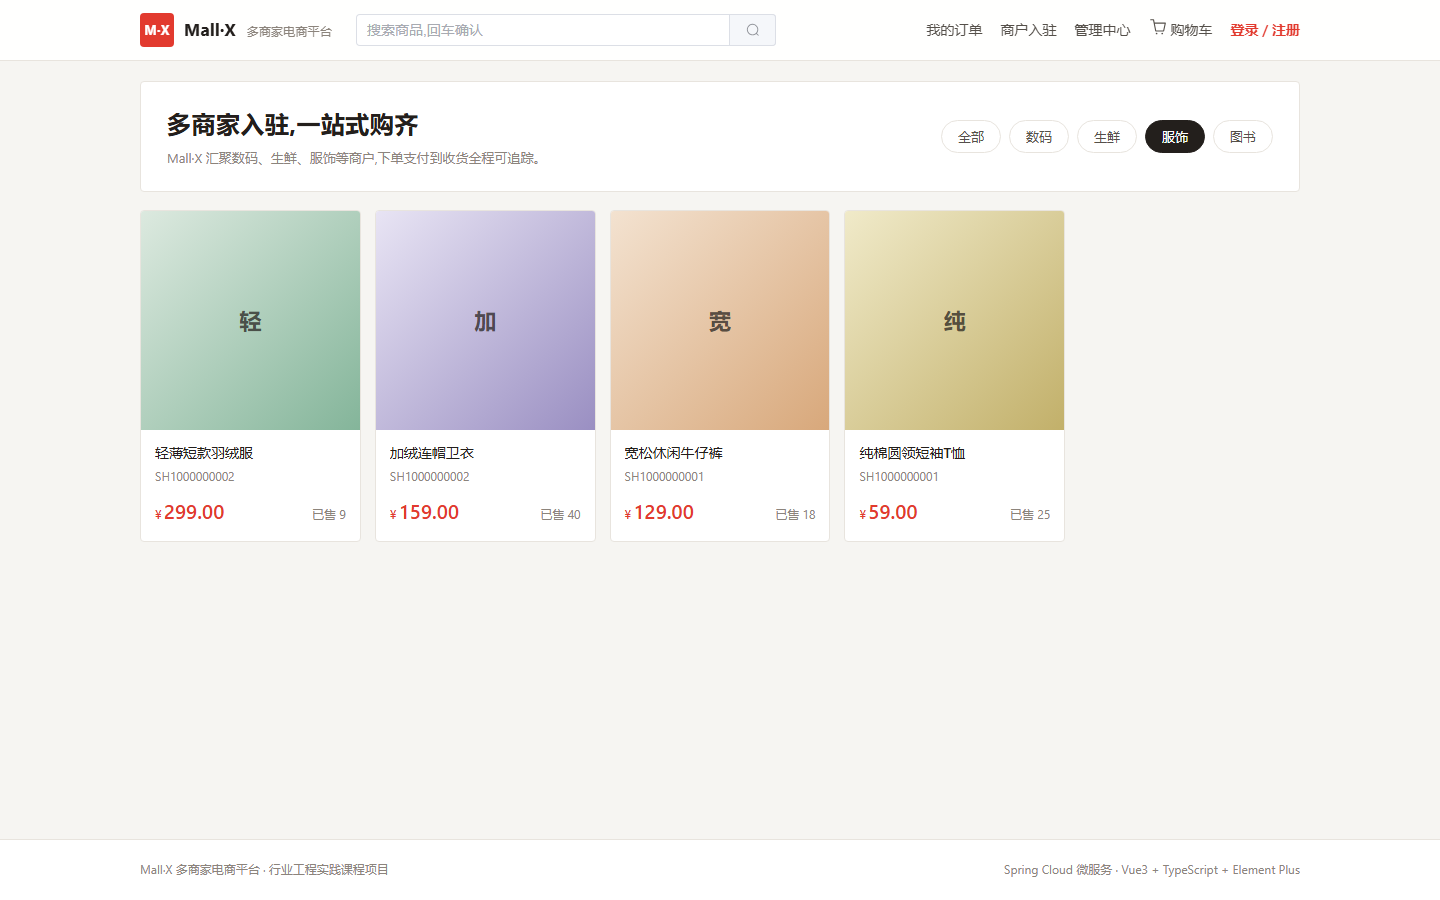 M·X Mall·X 多商家电商平台 搜索商品,回车确认 我的订单 商户入驻 管理中心 购物车 登录 / 注册
多商家入驻,一站式购齐
Mall·X 汇聚数码、生鲜、服饰等商户,下单支付到收货全程可追踪。
全部 数码 生鲜 服饰 图书
轻 加 宽 纯
轻薄短款羽绒服
SH1000000002
¥299.00 已售 9
加绒连帽卫衣
SH1000000002
¥159.00 已售 40
宽松休闲牛仔裤
SH1000000001
¥129.00 已售 18
纯棉圆领短袖T恤
SH1000000001
¥59.00 已售 25
Mall·X 多商家电商平台 · 行业工程实践课程项目
Spring Cloud 微服务 · Vue3 + TypeScript + Element Plus